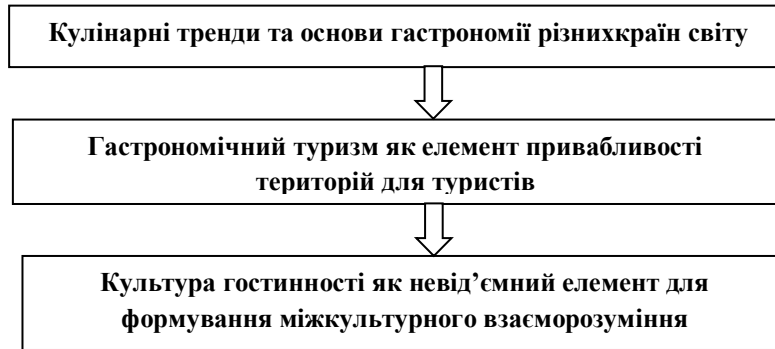 Кулінарні тренди та основи гастрономії різнихкраїн світу
Гастрономічний туризм як елемент привабливості
територій для туристів
Культура гостинності як невід’ємний елемент для
формування міжкультурного взаєморозуміння